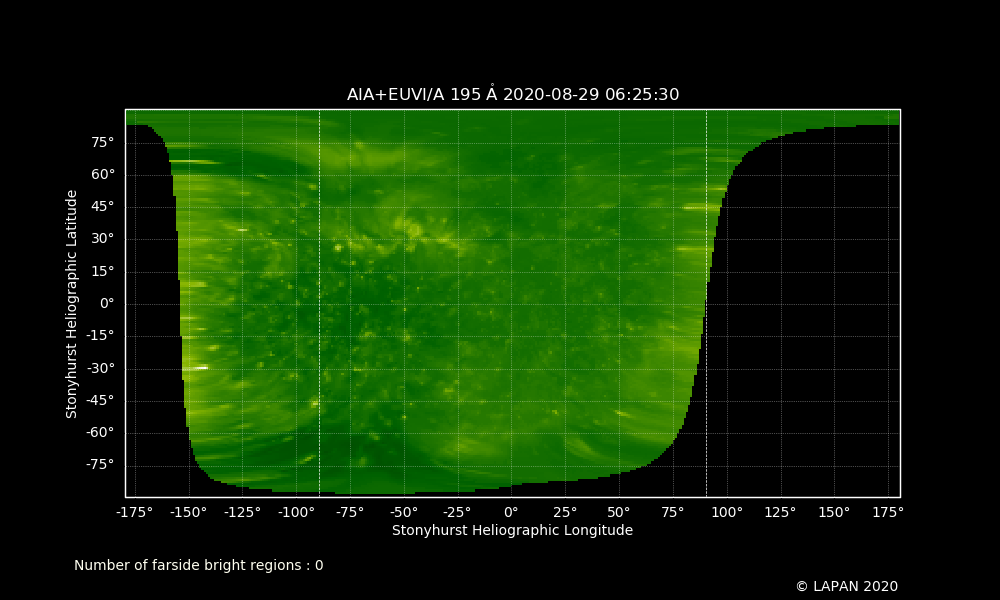 AIA+EUVI/A 195 Å 2020-08-29 06:25:30
Stonyhurst Heliographic Latitude
75°
60°
45°
30°
15°
0°
-15°
-30°
-45°
-60°
-75°
-175° -150° -125° -100° -75° -50° -25° 0° 25° 50° 75° 100° 125° 150° 175°
Stonyhurst Heliographic Longitude
Number of farside bright regions : 0
© LAPAN 2020